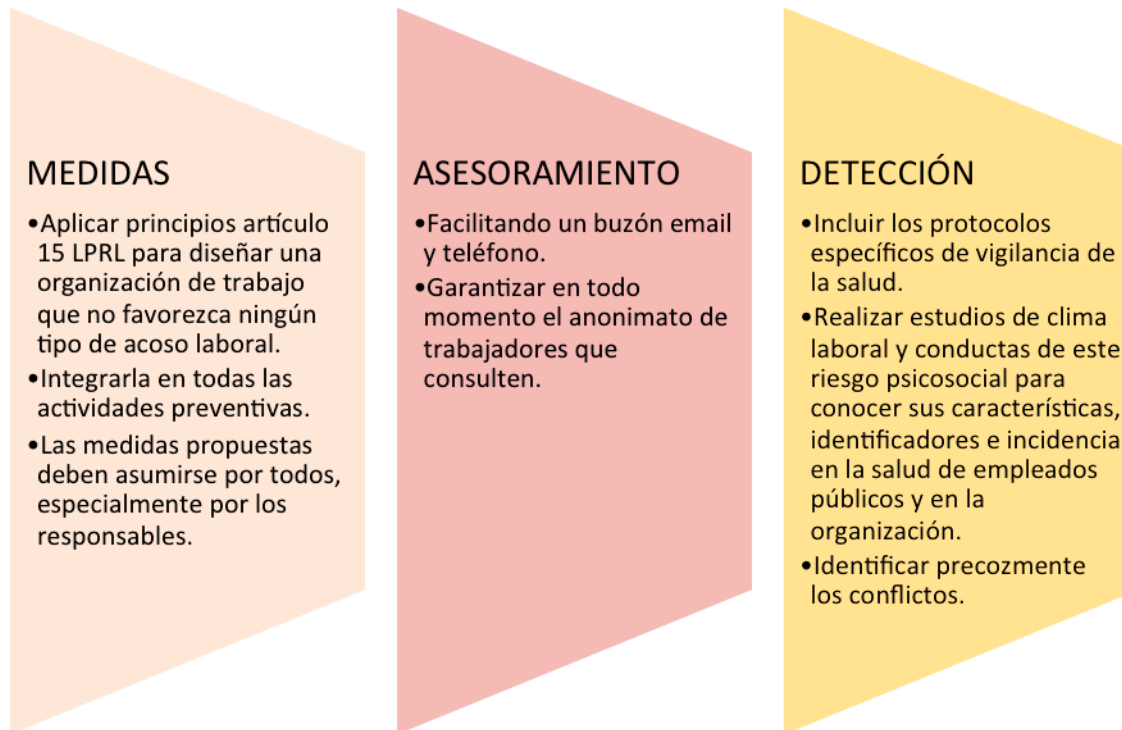 MEDIDAS
•Aplicar principios artículo
15 LPRL para diseñar una
organización de trabajo
que no favorezca ningún
tipo de acoso laboral.
•Integrarla en todas las
actividades preventivas.
•Las medidas propuestas
deben asumirse por todos,
especialmente por los
responsables.
ASESORAMIENTO
•Facilitando un buzón email
y teléfono.
•Garantizar en todo
momento el anonimato de
trabajadores que
consulten.
DETECCIÓN
•Incluir los protocolos
específicos de vigilancia de
la salud.
•Realizar estudios de clima
laboral y conductas de este
riesgo psicosocial para
conocer sus características,
identificadores e incidencia
en la salud de empleados
públicos y en la
organización.
•Identificar precozmente
los conflictos.